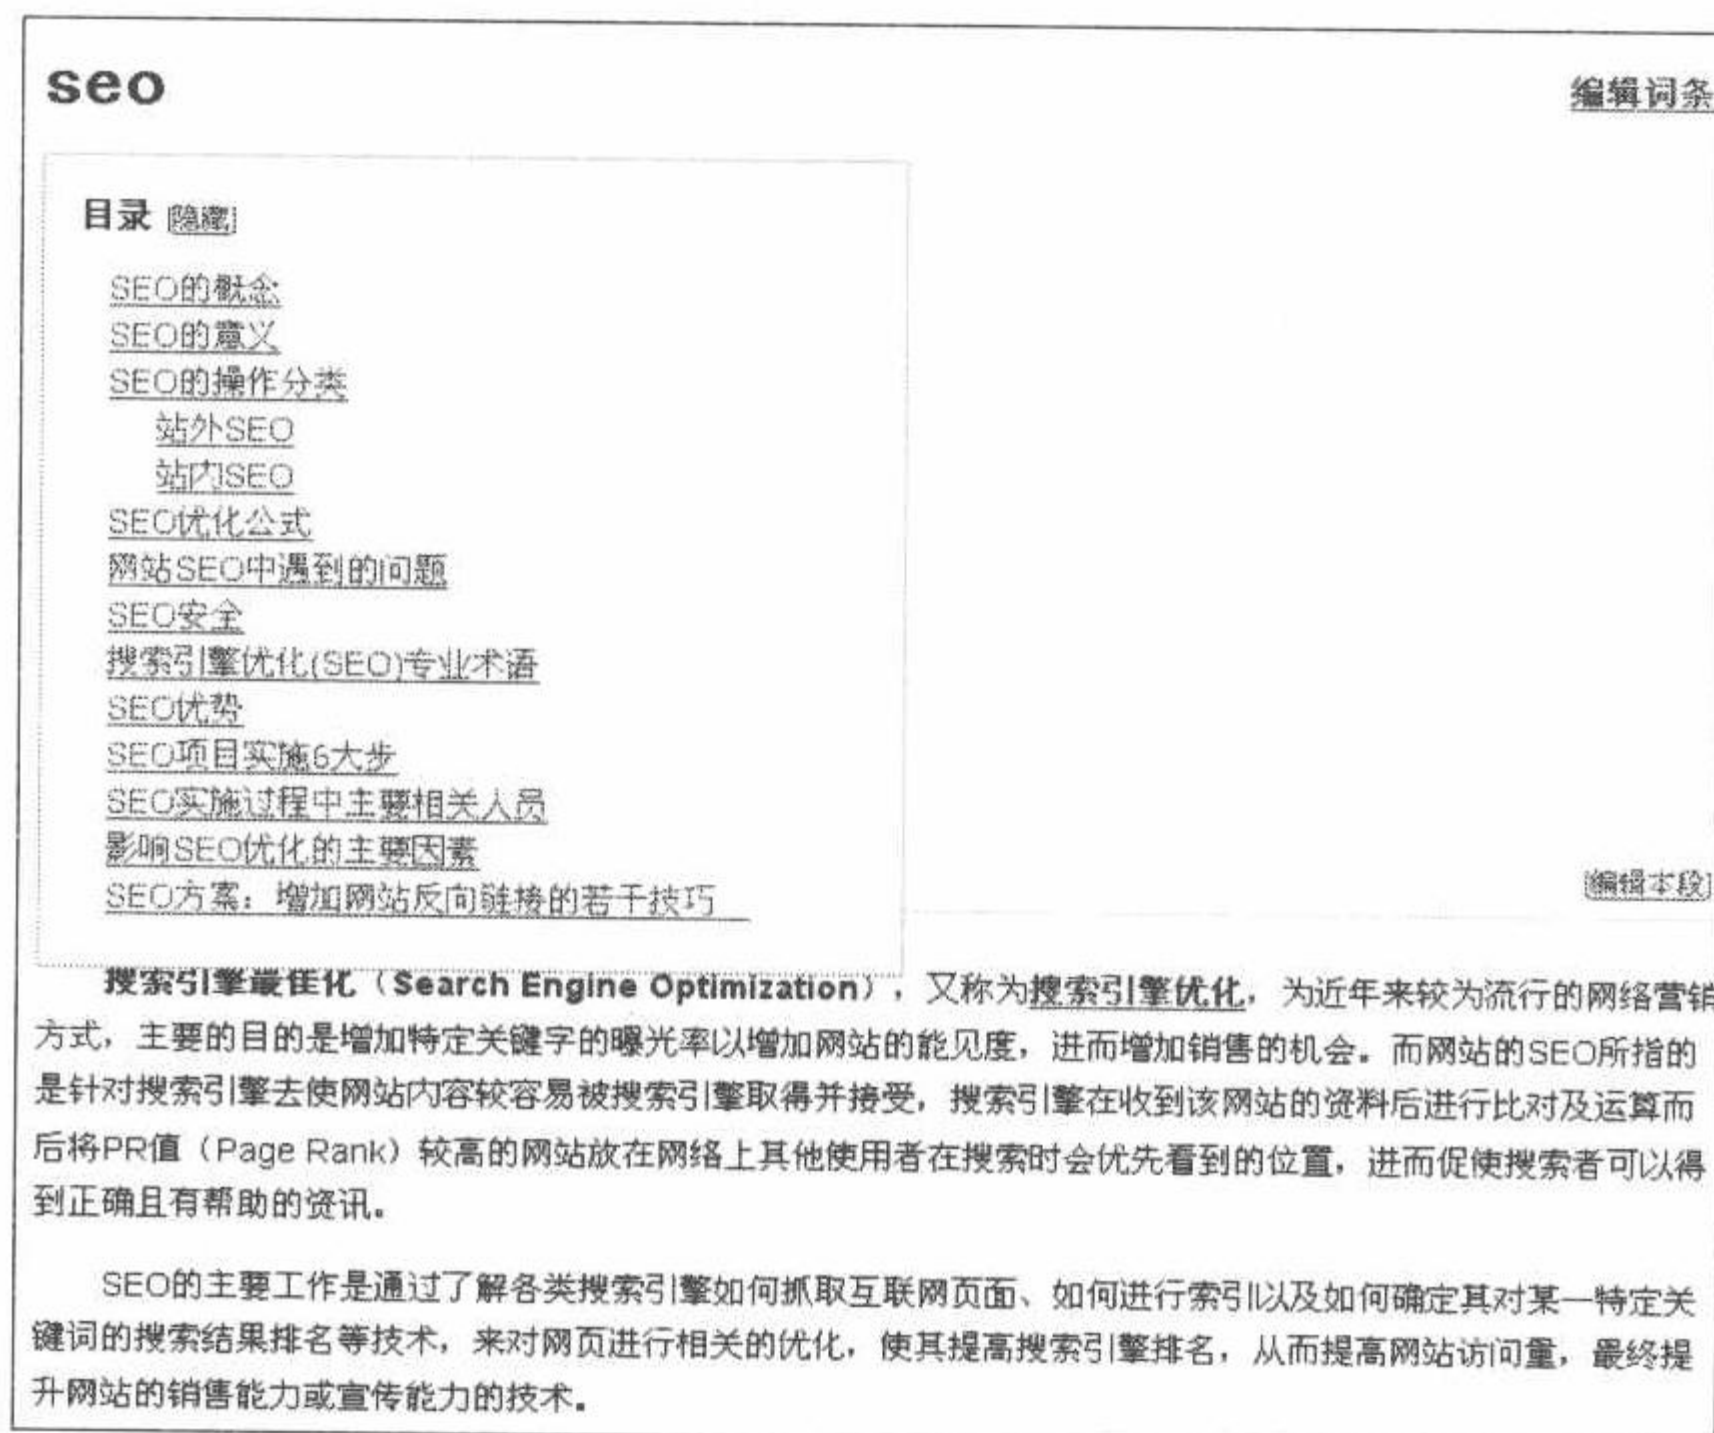 seo
编辑词条
目录 [隐藏]
SEO的概念
SEO的意义
SEO的操作分类
站外SEO
站内SEO
SEO优化公式
网站SEO中遇到的问题
SEO安全
搜索引擎优化(SEO)专业术语
SEO优势
SEO项目实施6大步
SEO实施过程中主要相关人员
影响SEO优化的主要因素
SEO方案：增加网站反向链接的若干技巧
[编辑本段]
搜索引擎最佳化（Search Engine Optimization），又称为搜索引擎优化，为近年来较为流行的网络营销
方式，主要的目的是增加特定关键字的曝光率以增加网站的能见度，进而增加销售的机会。而网站的SEO所指的
是针对搜索引擎去使网站内容较容易被搜索引擎取得并接受，搜索引擎在收到该网站的资料后进行比对及运算而
后将PR值（Page Rank）较高的网站放在网络上其他使用者在搜索时会优先看到的位置，进而促使搜索者可以得
到正确且有帮助的资讯。
SEO的主要工作是通过了解各类搜索引擎如何抓取互联网页面、如何进行索引以及如何确定其对某一特定关
键词的搜索结果排名等技术，来对网页进行相关的优化，使其提高搜索引擎排名，从而提高网站访问量，最终提
升网站的销售能力或宣传能力的技术。